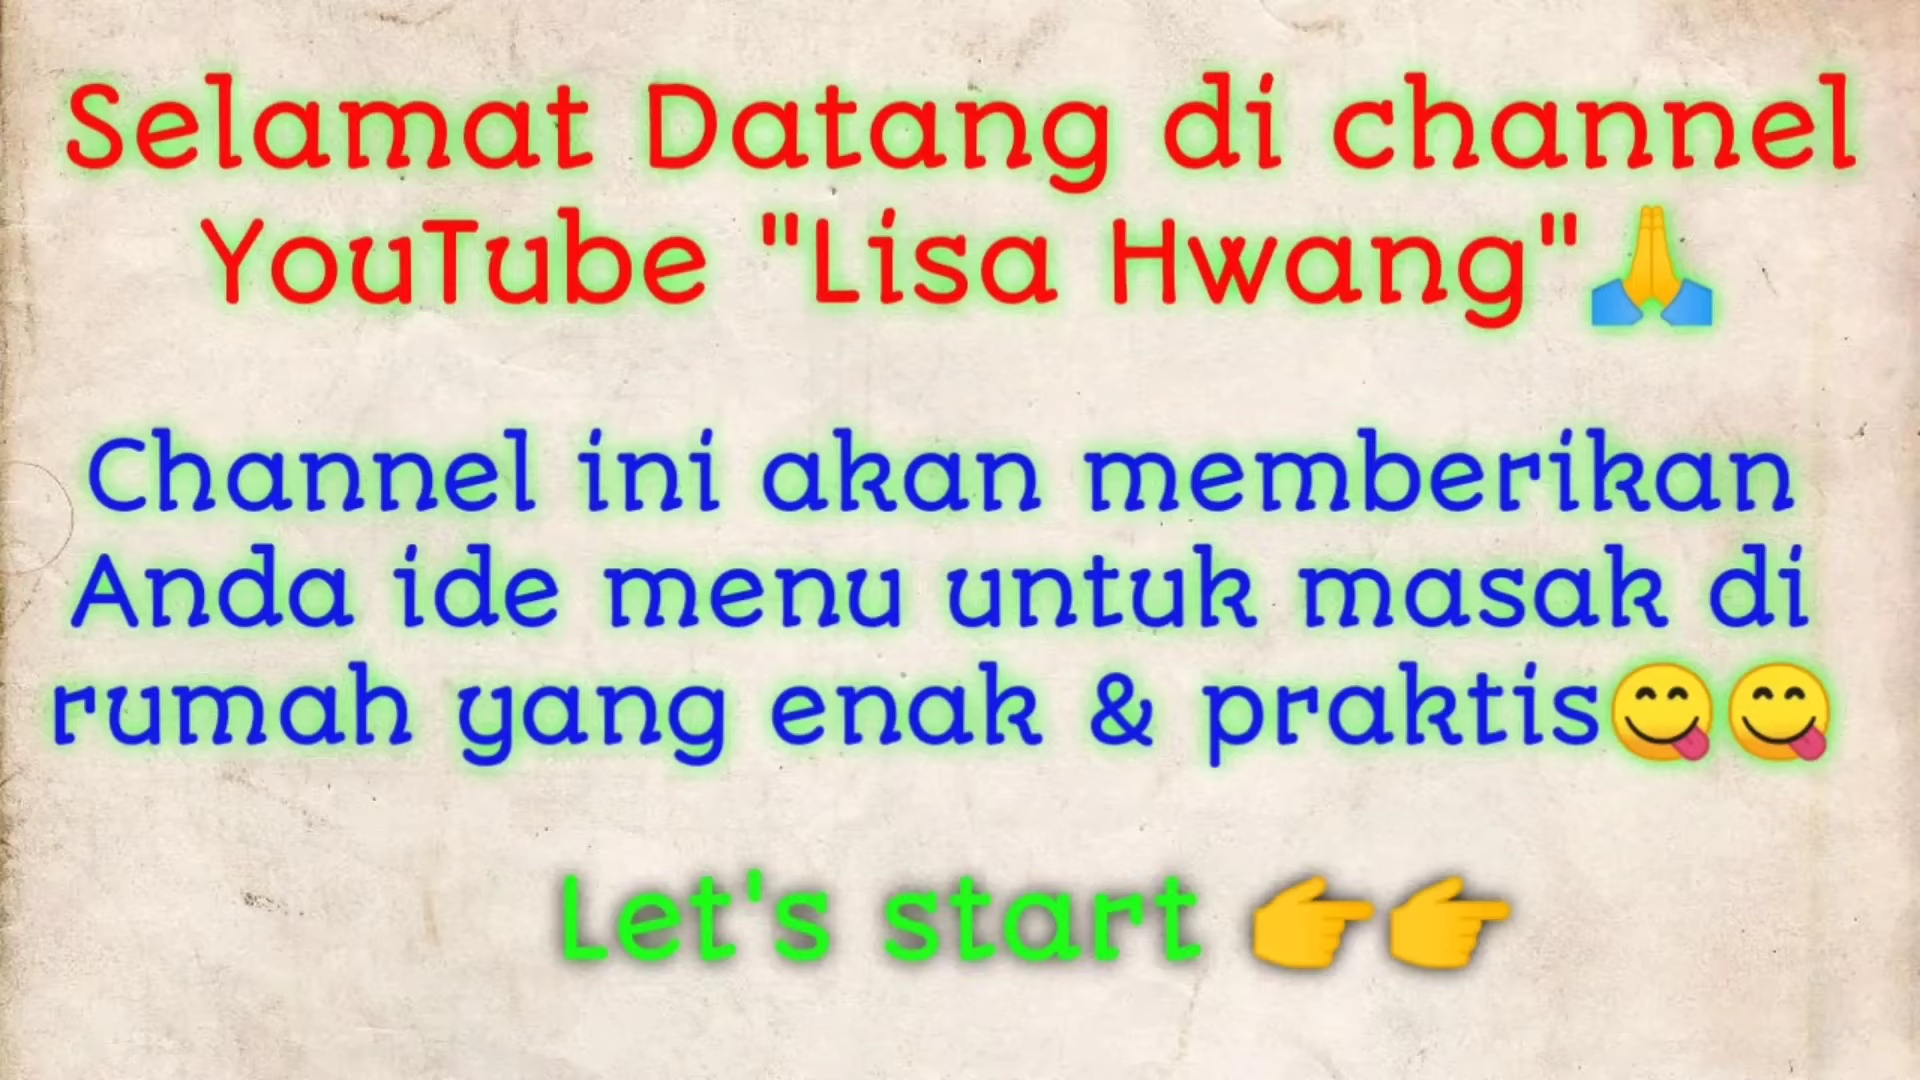 Selamat Datang di channel
YouTube "Lisa Hwang"🙏
Channel ini akan memberikan
Anda ide menu untuk masak di
rumah yang enak & praktis😋😋
Let's start 👉👉